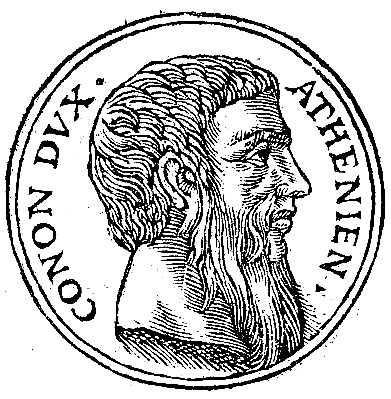 CONON DVX.
ATHENIEN.